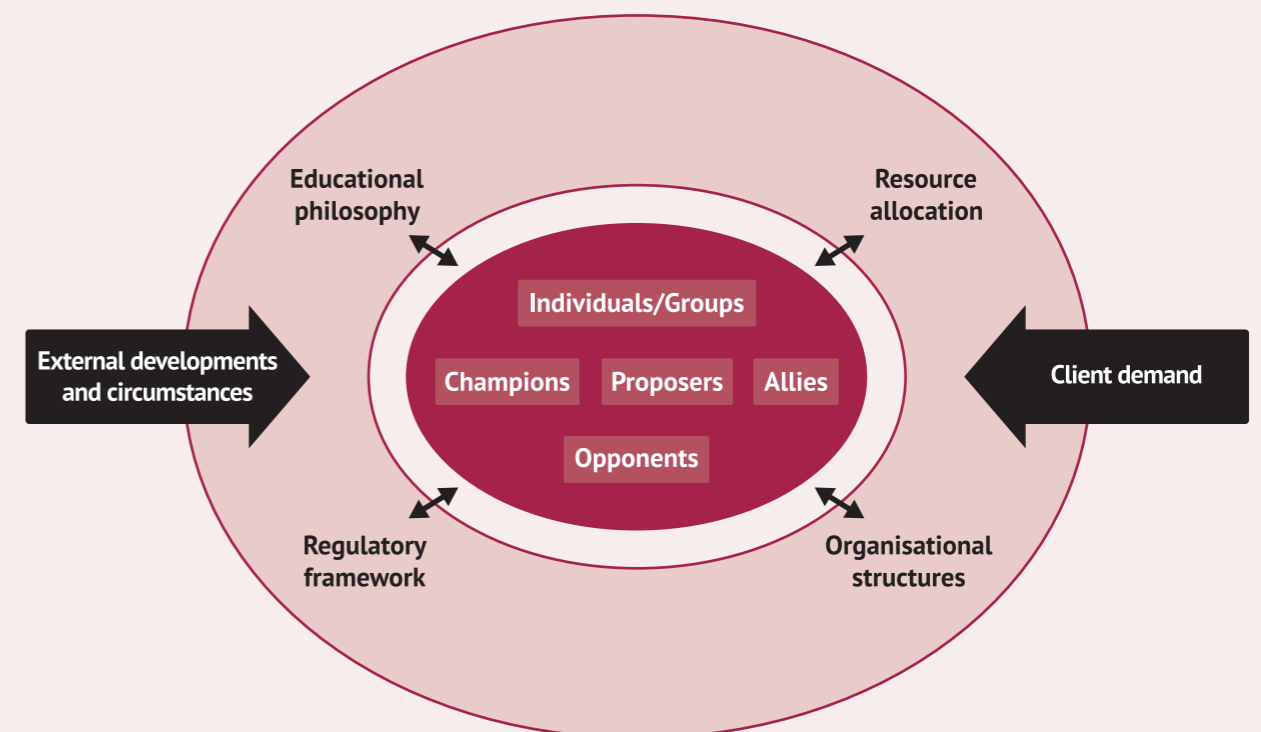 Educational
philosophy
Resource
allocation
Individuals/Groups
External developments
and circumstances
Champions
Proposers
Allies
Client demand
Opponents
Regulatory
framework
Organisational
structures